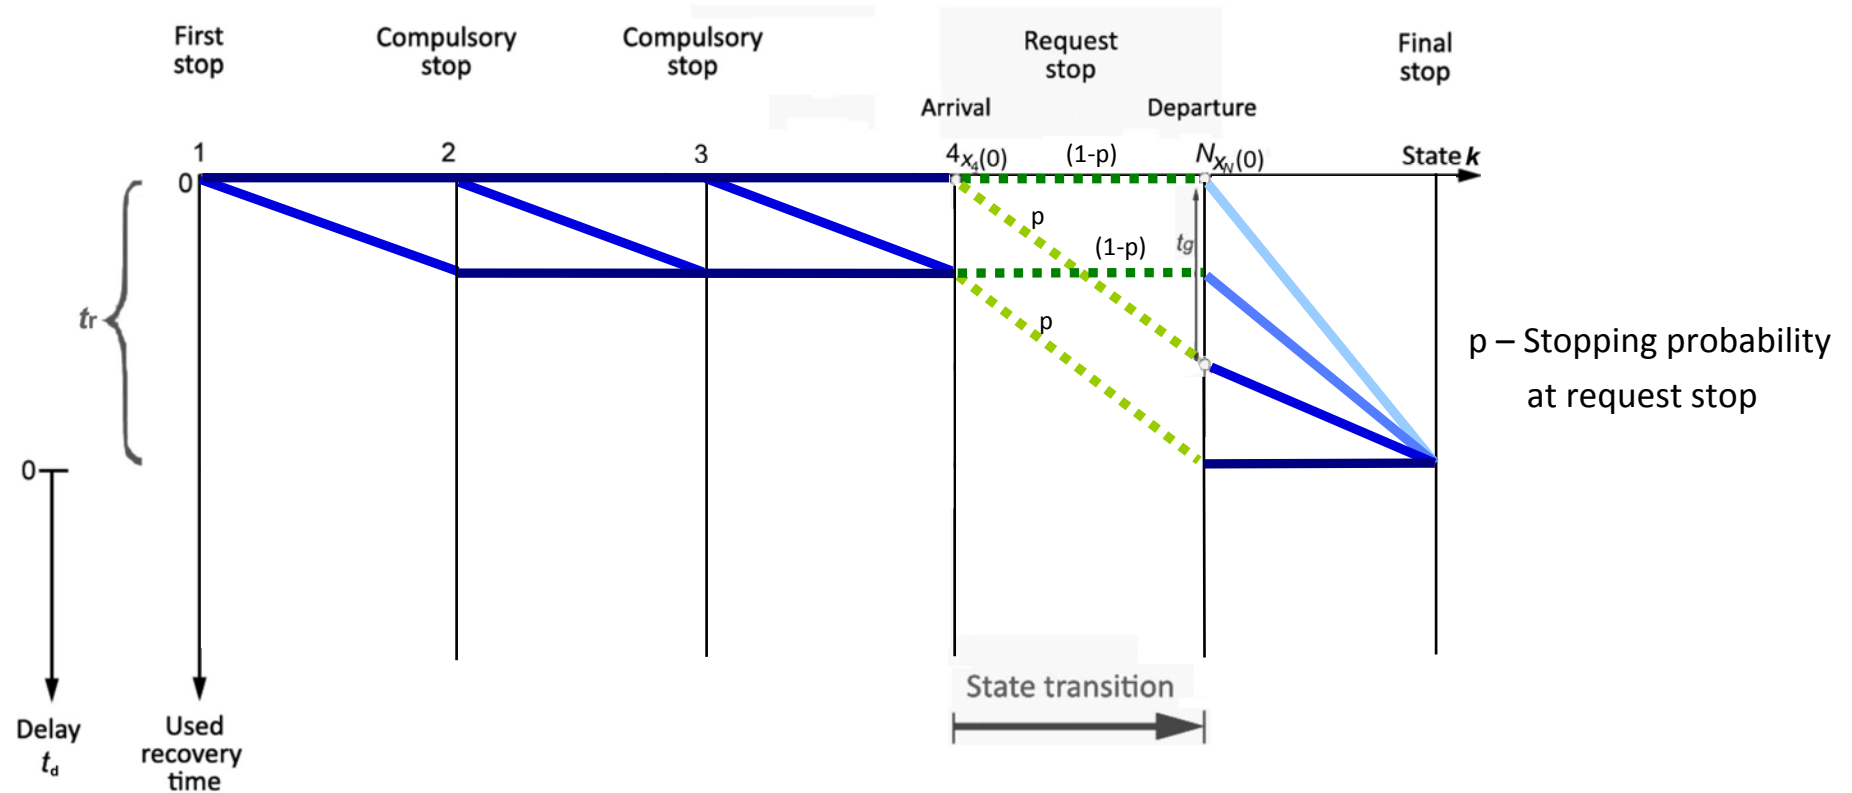 First
stop
Compulsory
stop
Compulsory
stop
Request
stop
Final
stop
Arrival
Departure
1
2
3
4
x4(0)
(1-p)
N
xN(0)
State k
0
p
(1-p)
tg
tr
p
p – Stopping probability
at request stop
0
State transition
Delay
td
Used
recovery
time